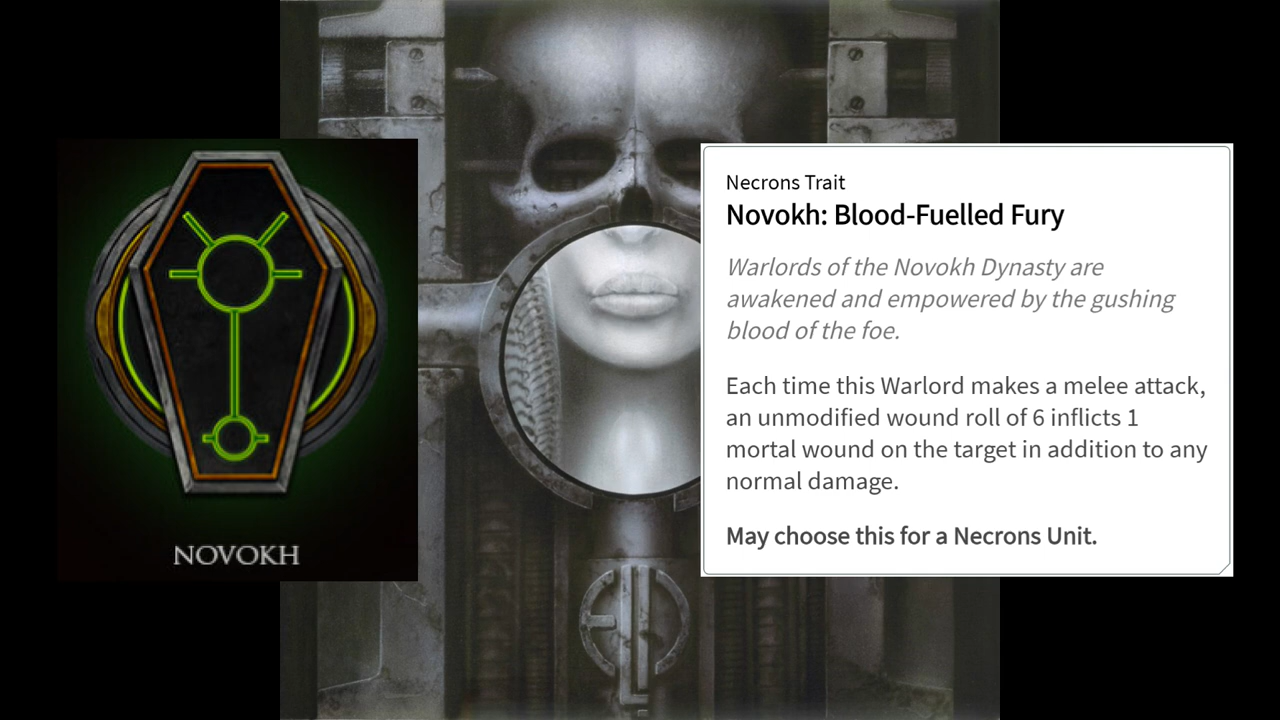 NOVOKH
Necrons Trait
Novokh: Blood-Fuelled Fury
Warlords of the Novokh Dynasty are
awakened and empowered by the gushing
blood of the foe.
Each time this Warlord makes a melee attack,
an unmodified wound roll of 6 inflicts 1
mortal wound on the target in addition to any
normal damage.
May choose this for a Necrons Unit.